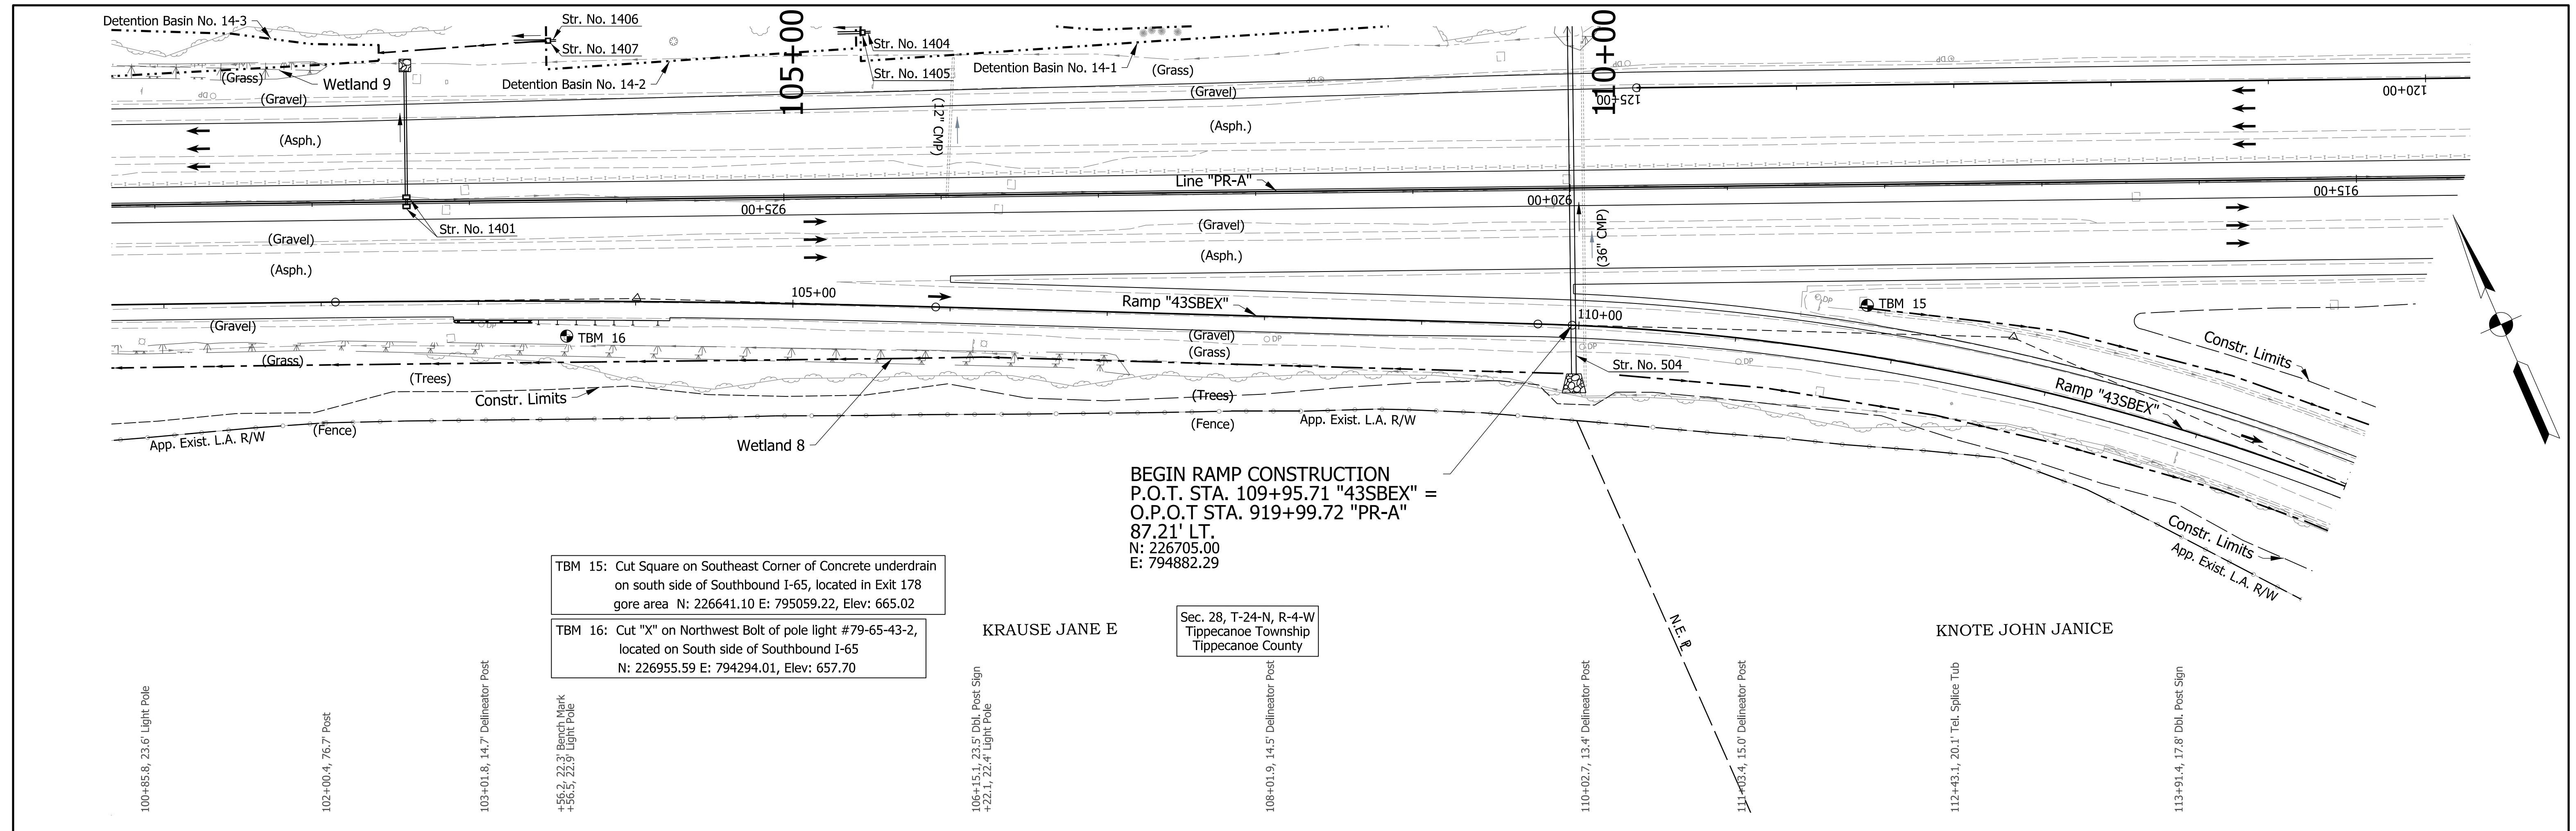 Detention Basin No. 14-3
Str. No. 1406
Str. No. 1407
Detention Basin No. 14-2
105+00
Str. No. 1404
Str. No. 1405
Detention Basin No. 14-1
(Grass)
110+00
(Grass)
Wetland 9
DP
(Gravel)
(Asph.)
(12" CMP)
(Gravel)
(Asph.)
DP
125+00
DP
120+00
Line "PR-A"
925+00
920+00
915+00
Str. No. 1401
(Gravel)
(Asph.)
(Gravel)
(Asph.)
(36" CMP)
105+00
Ramp "43SBEX"
110+00
DP
TBM 15
(Gravel)
DP
TBM 16
(Grass)
(Trees)
Constr. Limits
(Gravel)
(Grass)
DP
DP
DP
Str. No. 504
(Trees)
Constr. Limits
Ramp "43SBEX"
App. Exist. L.A. R/W
(Fence)
(Fence)
App. Exist. L.A. R/W
Wetland 8
Constr. Limits
App. Exist. L.A. R/W
BEGIN RAMP CONSTRUCTION
P.O.T. STA. 109+95.71 "43SBEX" =
O.P.O.T STA. 919+99.72 "PR-A"
87.21' LT.
N: 226705.00
E: 794882.29
TBM 15: Cut Square on Southeast Corner of Concrete underdrain
on south side of Southbound I-65, located in Exit 178
gore area N: 226641.10 E: 795059.22, Elev: 665.02
TBM 16: Cut "X" on Northwest Bolt of pole light #79-65-43-2,
located on South side of Southbound I-65
N: 226955.59 E: 794294.01, Elev: 657.70
KRAUSE JANE E
Sec. 28, T-24-N, R-4-W
Tippecanoe Township
Tippecanoe County
N.E. PL
KNOTE JOHN JANICE
100+85.8, 23.6' Light Pole
102+00.4, 76.7' Post
103+01.8, 14.7' Delineator Post
+56.2, 22.3' Bench Mark
+56.5, 22.9' Light Pole
106+15.1, 23.5' Dbl. Post Sign
+22.1, 22.4' Light Pole
108+01.9, 14.5' Delineator Post
110+02.7, 13.4' Delineator Post
111+03.4, 15.0' Delineator Post
112+43.1, 20.1' Tel. Splice Tub
113+91.4, 17.8' Dbl. Post Sign